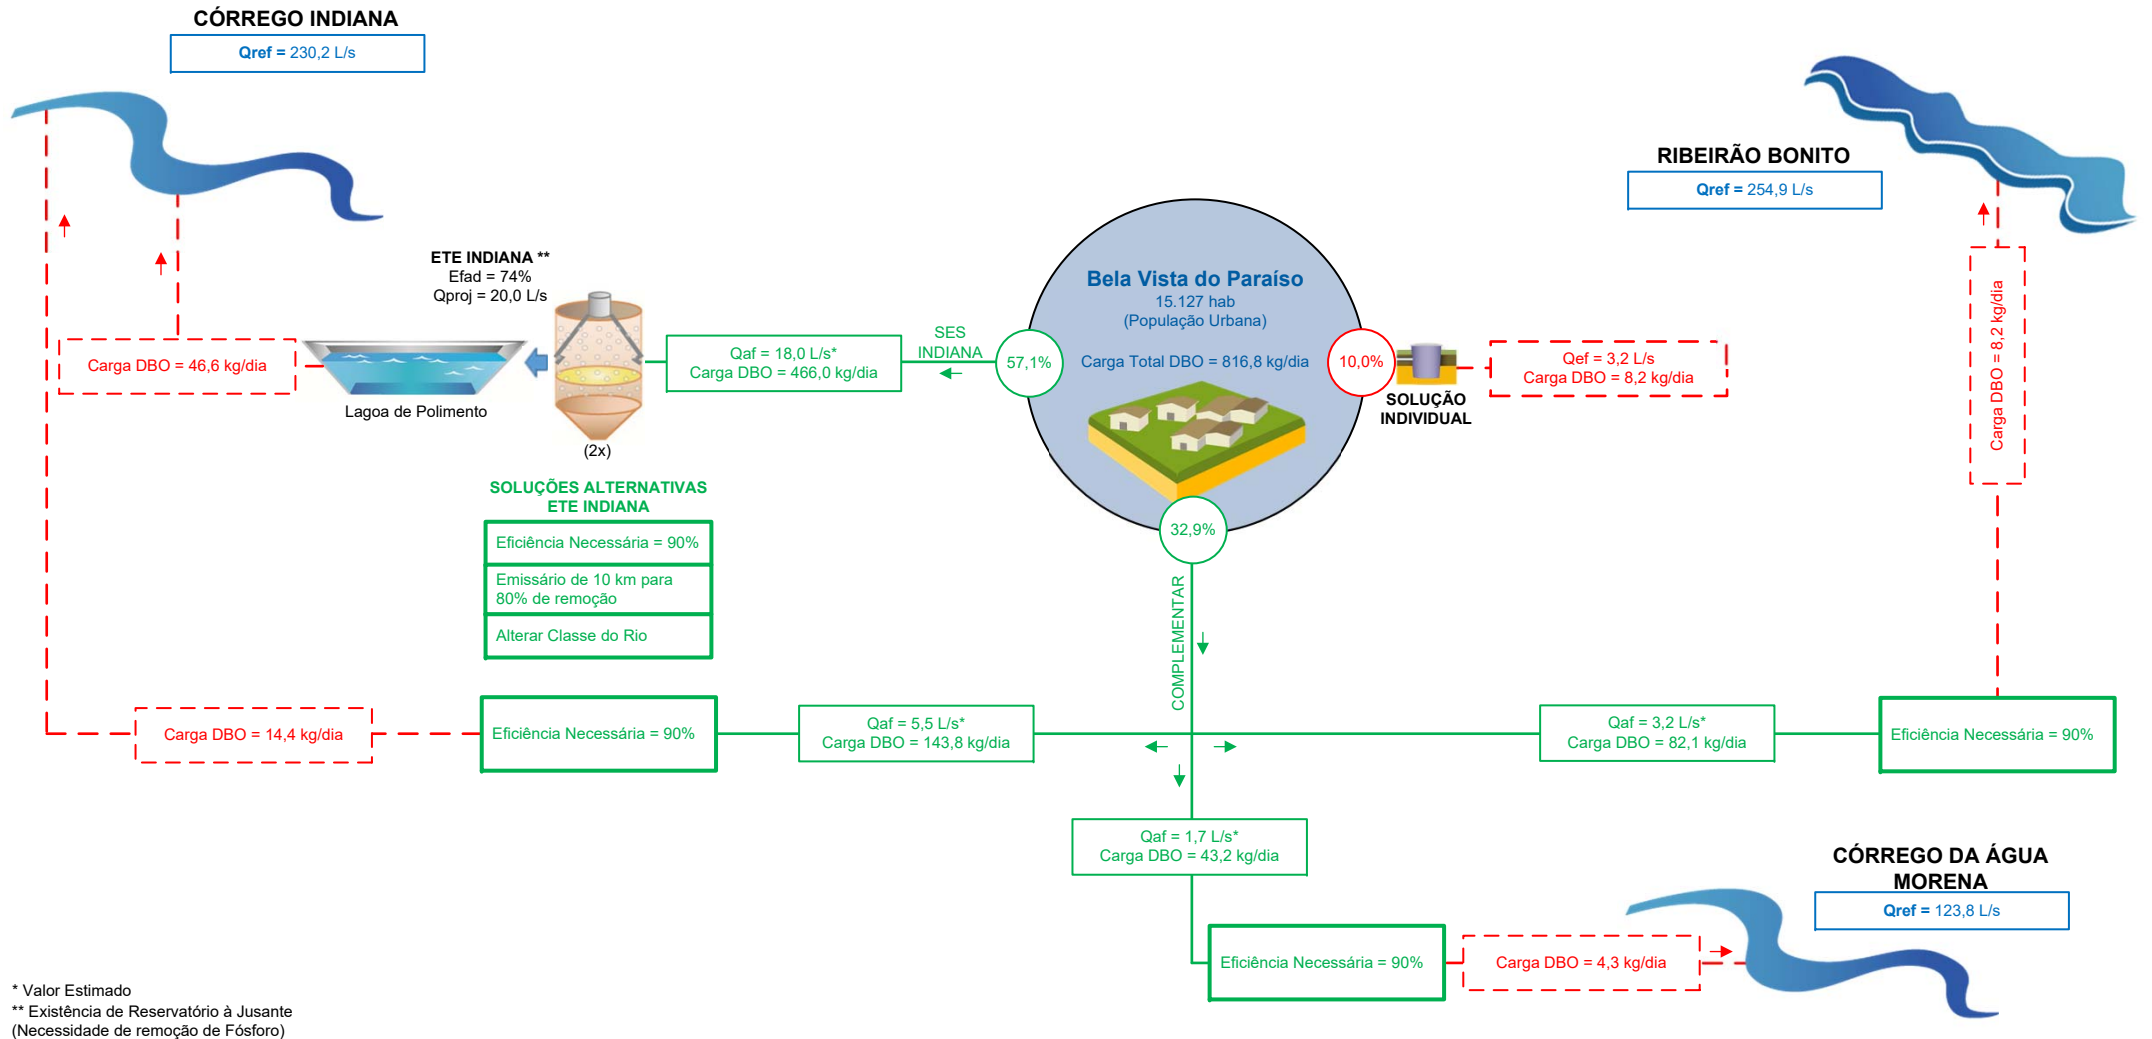 CÓRREGO INDIANA
Qref = 230,2 L/s
RIBEIRÃO BONITO
Qref = 254,9 L/s
ETE INDIANA **
Efad = 74%
Qproj = 20,0 L/s
Carga DBO = 46,6 kg/dia
Lagoa de Polimento
(2x)
Qaf = 18,0 L/s*
Carga DBO = 466,0 kg/dia
SES
INDIANA
57,1%
Bela Vista do Paraíso
15.127 hab
(População Urbana)
Carga Total DBO = 816,8 kg/dia
10,0%
SOLUÇÃO
INDIVIDUAL
Qef = 3,2 L/s
Carga DBO = 8,2 kg/dia
Carga DBO = 8,2 kg/dia
SOLUÇÕES ALTERNATIVAS
ETE INDIANA
Eficiência Necessária = 90%
Emissário de 10 km para
80% de remoção
Alterar Classe do Rio
32,9%
COMPLEMENTAR
Carga DBO = 14,4 kg/dia
Eficiência Necessária = 90%
Qaf = 5,5 L/s*
Carga DBO = 143,8 kg/dia
Qaf = 3,2 L/s*
Carga DBO = 82,1 kg/dia
Eficiência Necessária = 90%
Qaf = 1,7 L/s*
Carga DBO = 43,2 kg/dia
Eficiência Necessária = 90%
Carga DBO = 4,3 kg/dia
CÓRREGO DA ÁGUA
MORENA
Qref = 123,8 L/s
* Valor Estimado
** Existência de Reservatório à Jusante
(Necessidade de remoção de Fósforo)